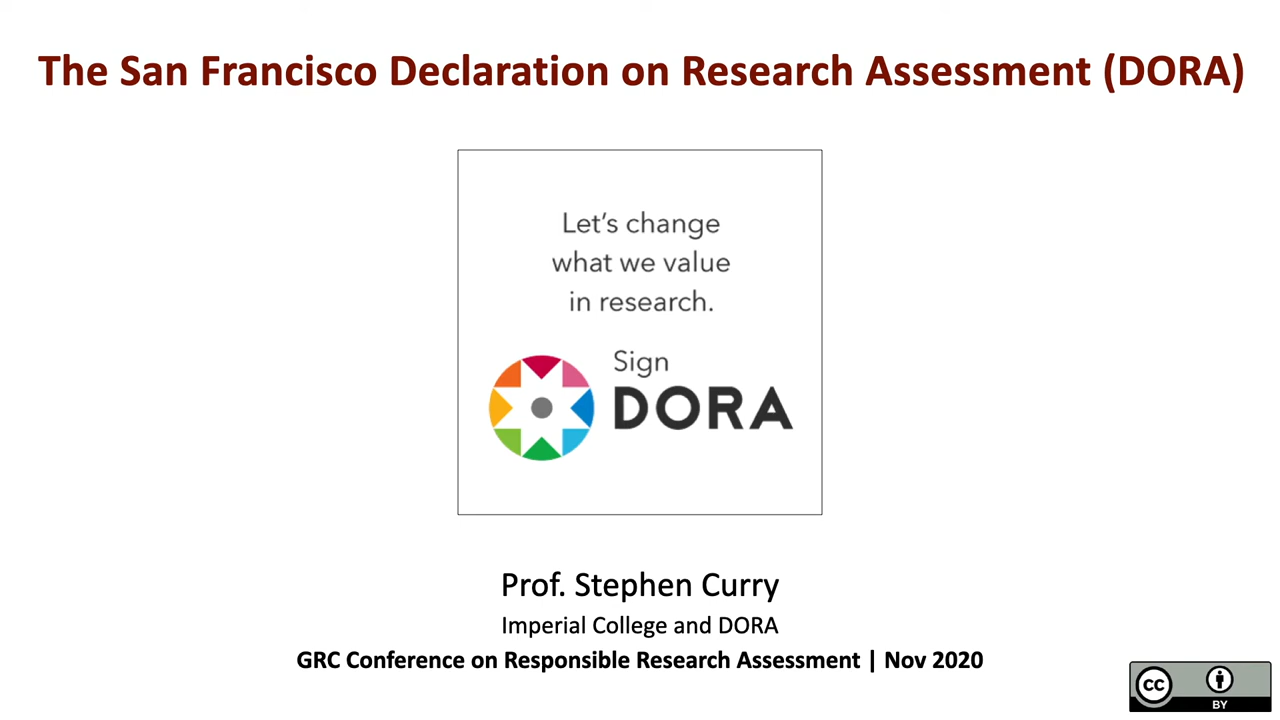 The San Francisco Declaration on Research Assessment (DORA)
Let's change
what we value
in research.
Sign
DORA
Prof. Stephen Curry
Imperial College and DORA
GRC Conference on Responsible Research Assessment | Nov 2020
cc
BY